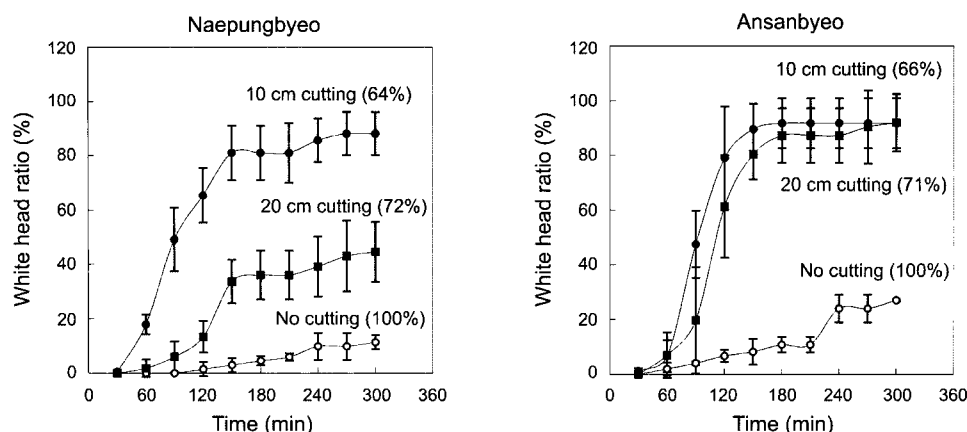 Naepungbyeo
120
100
80
60
40
20
0
White head ratio (%)
10 cm cutting (64%)
20 cm cutting (72%)
No cutting (100%)
0 60 120 180 240 300 360
Time (min)
Ansanbyeo
120
100
80
60
40
20
0
White head ratio (%)
10 cm cutting (66%)
20 cm cutting (71%)
No cutting (100%)
0 60 120 180 240 300 360
Time (min)